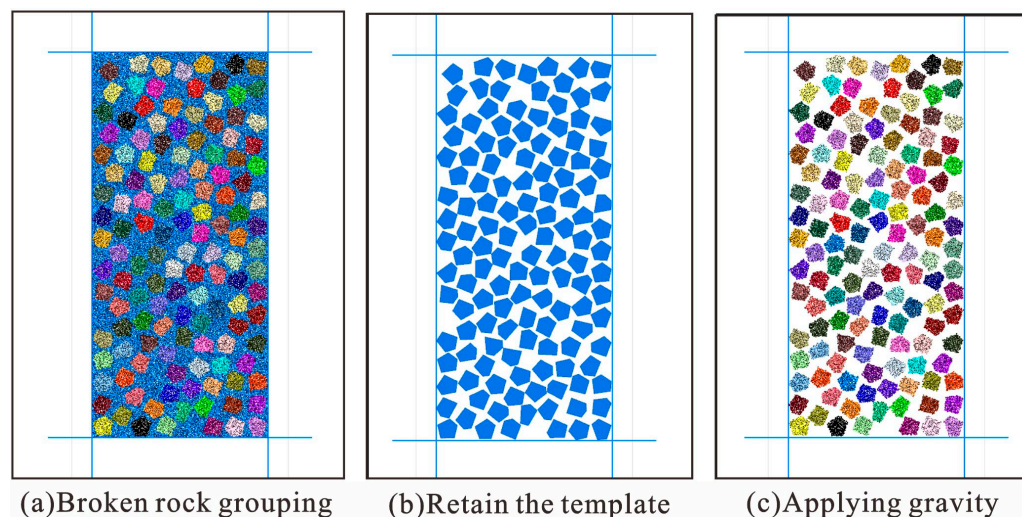 (a)Broken rock grouping
(b)Retain the template
(c)Applying gravity